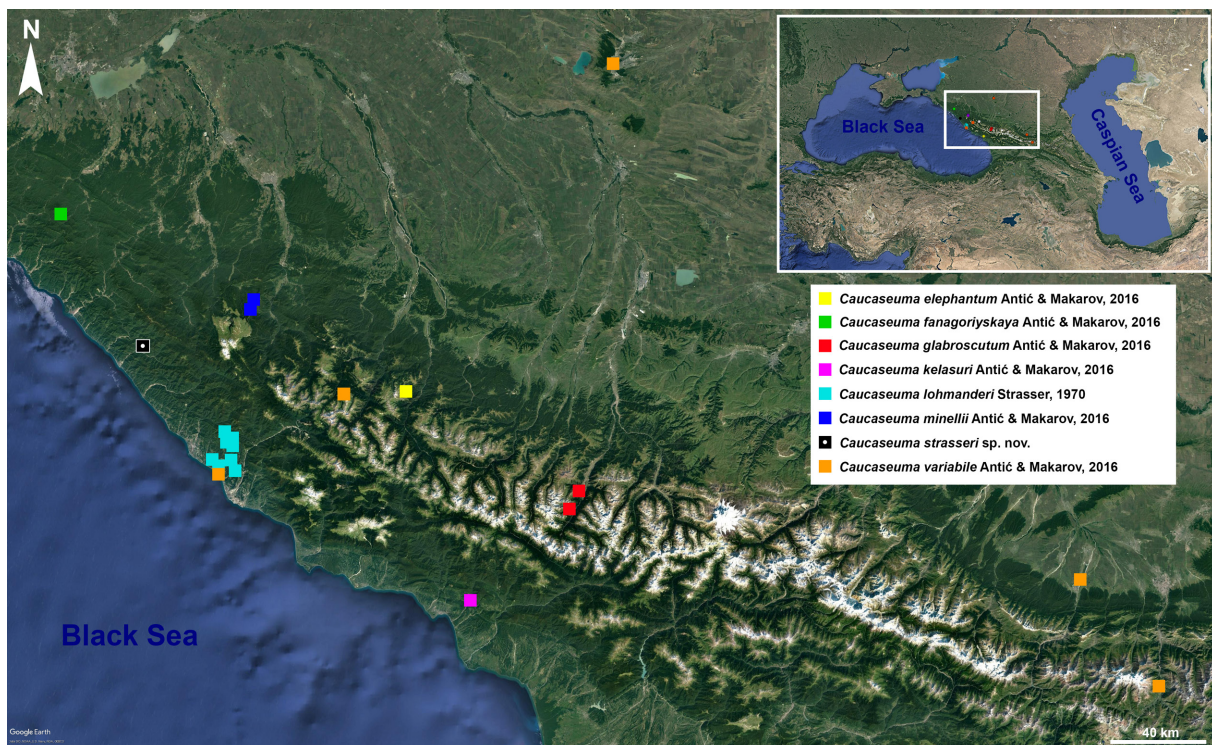 N
Black Sea
Caspian Sea
Caucaseuma elephantum Antić & Makarov, 2016
Caucaseuma fanagoriyskaya Antić & Makarov, 2016
Caucaseuma glabroscutum Antić & Makarov, 2016
Caucaseuma kelasuri Antić & Makarov, 2016
Caucaseuma lohmanderi Strasser, 1970
Caucaseuma minellii Antić & Makarov, 2016
Caucaseuma strasseri sp. nov.
Caucaseuma variabile Antić & Makarov, 2016
Black Sea
Google Earth
40 km